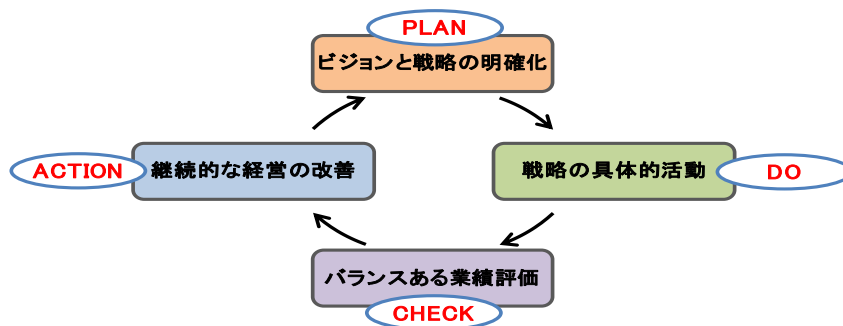 PLAN
ビジョンと戦略の明確化
ACTION
継続的な経営の改善
戦略の具体的活動
DO
バランスある業績評価
CHECK